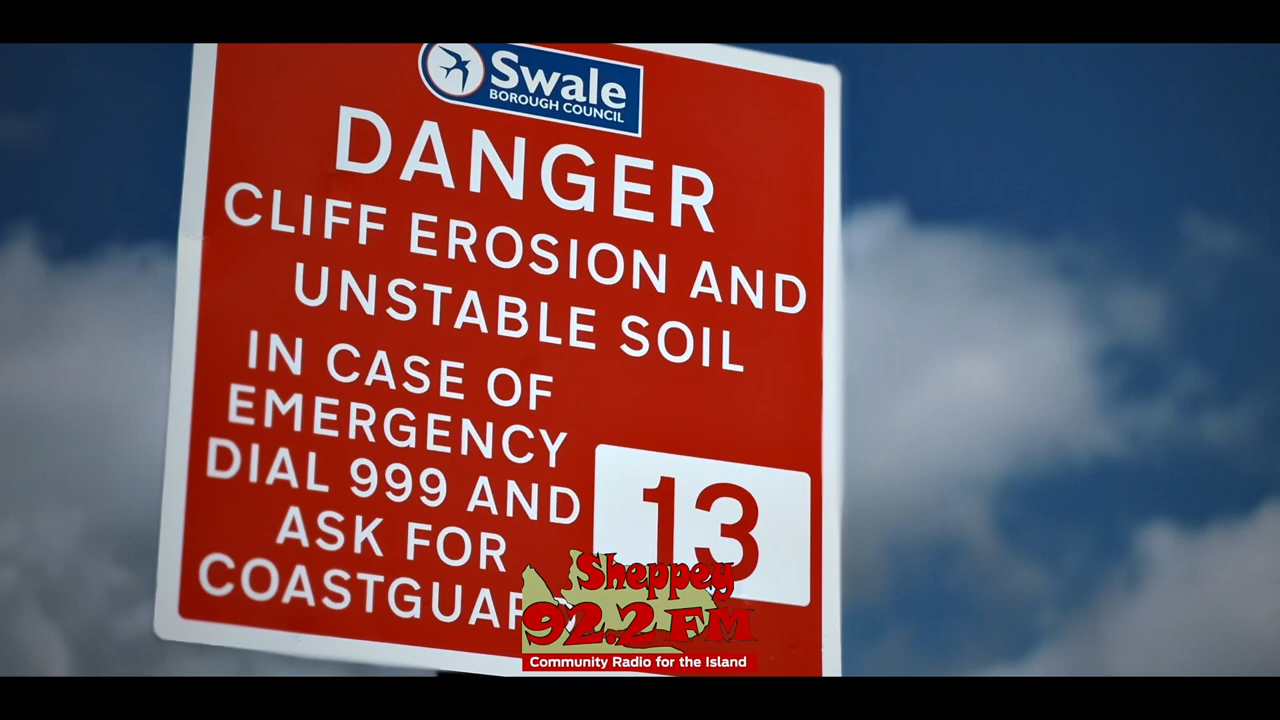 Swale
BOROUGH COUNCIL
DANGER
CLIFF EROSION AND
UNSTABLE SOIL
IN CASE OF
EMERGENCY
DIAL 999 AND
ASK FOR
COASTGUARD
13
Sheppey
92.2 FM
Community Radio for the Island